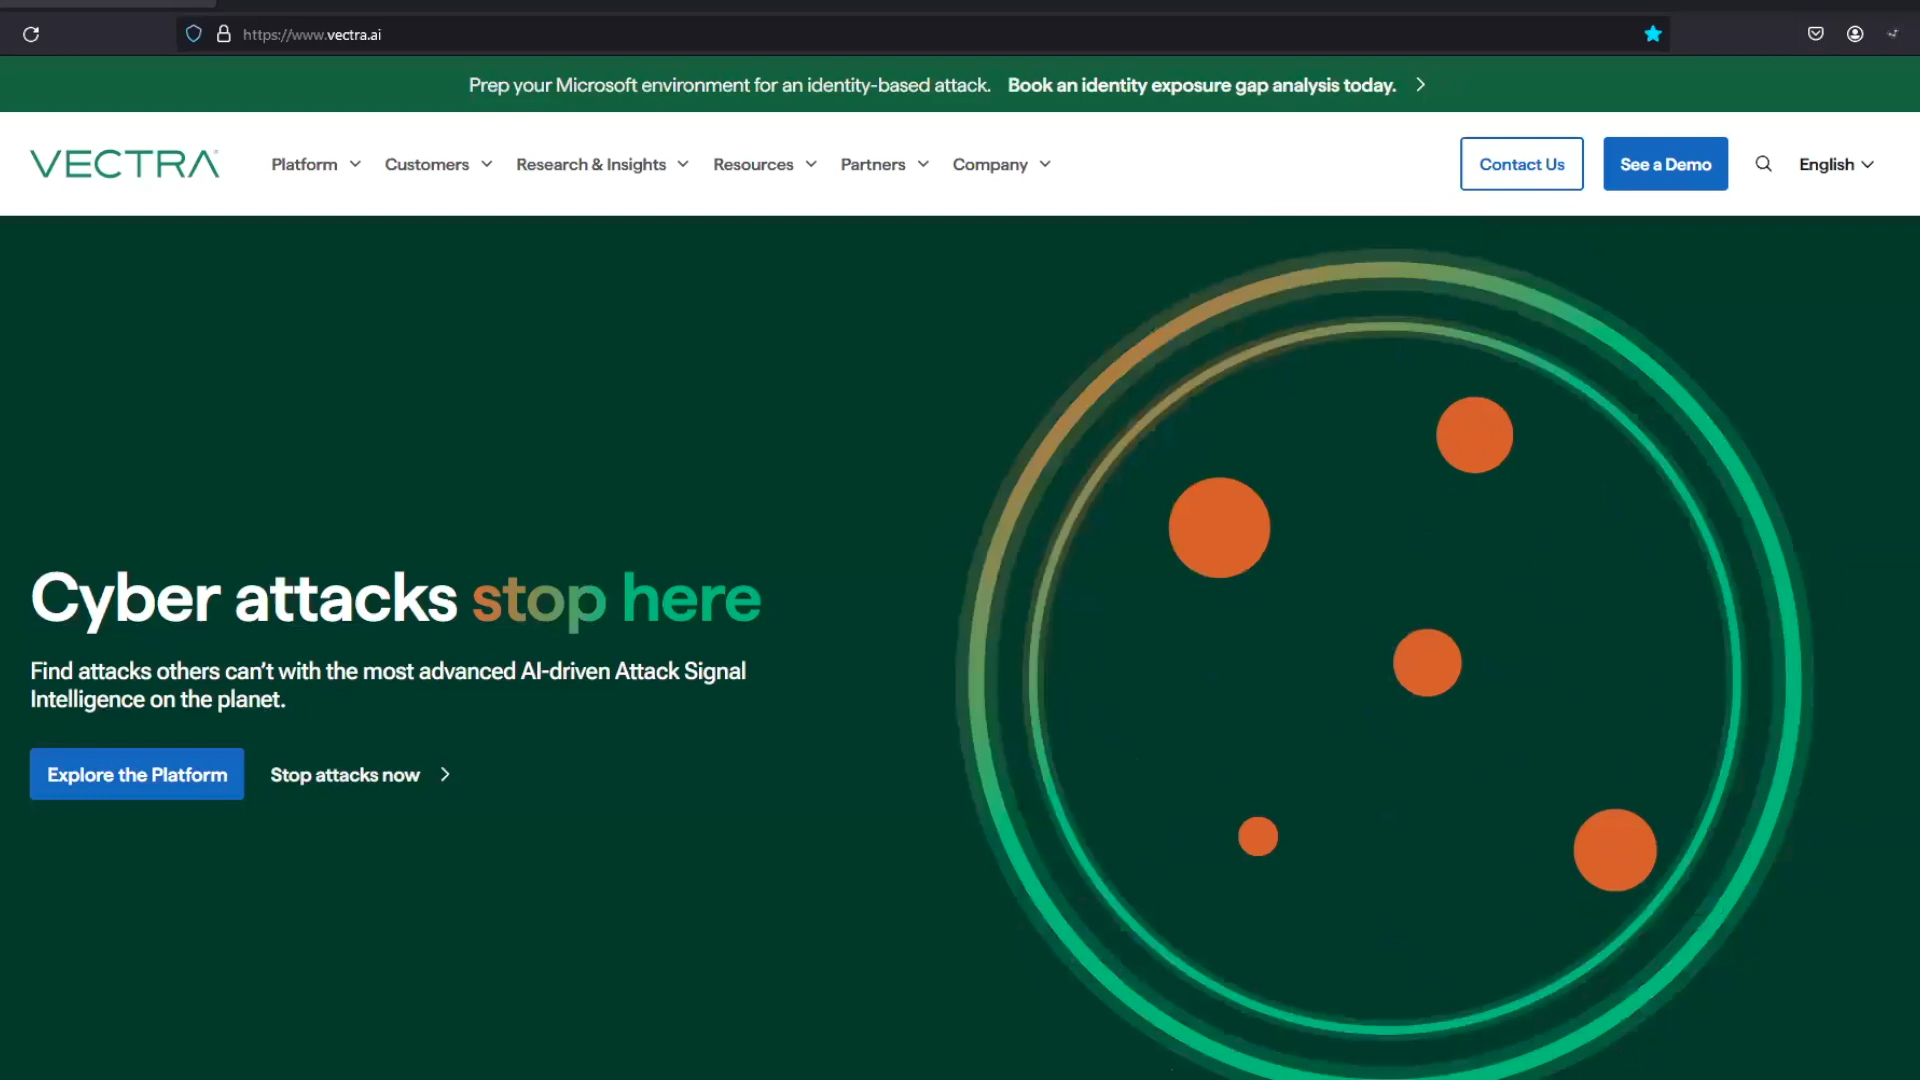 https://www.vectra.ai
Prep your Microsoft environment for an identity-based attack. Book an identity exposure gap analysis today.
VECTRA
Platform Customers Research & Insights Resources Partners Company
Contact Us See a Demo English
Cyber attacks stop here
Find attacks others can’t with the most advanced AI-driven Attack Signal
Intelligence on the planet.
Explore the Platform Stop attacks now